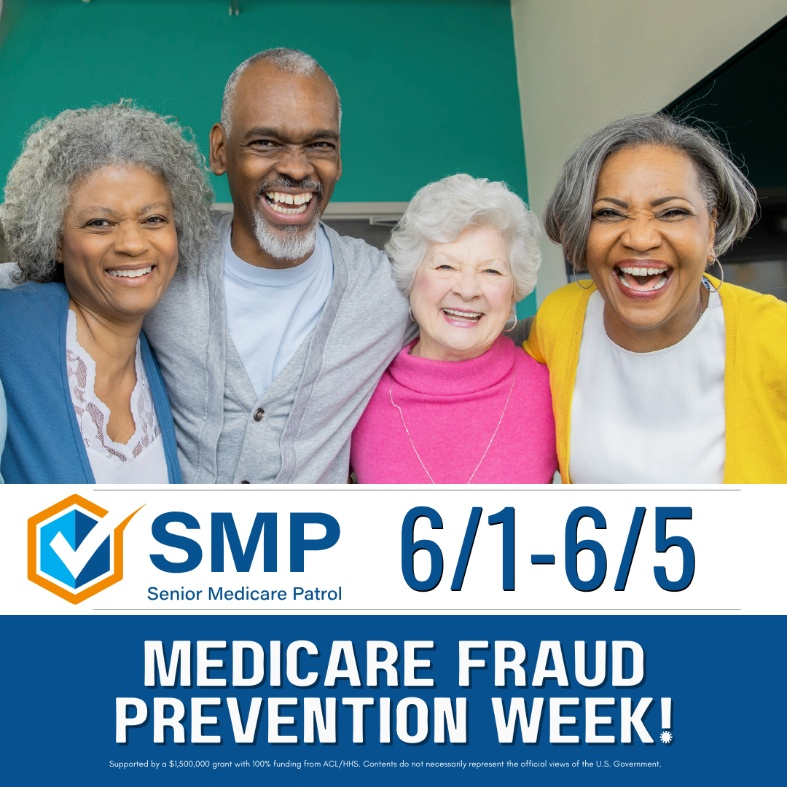 SMP
Senior Medicare Patrol
6/1-6/5
MEDICARE FRAUD
PREVENTION WEEK!
Supported by a $1,500,000 grant with 100% funding from ACL/HHS. Contents do not necessarily represent the official views of the U.S. Government.